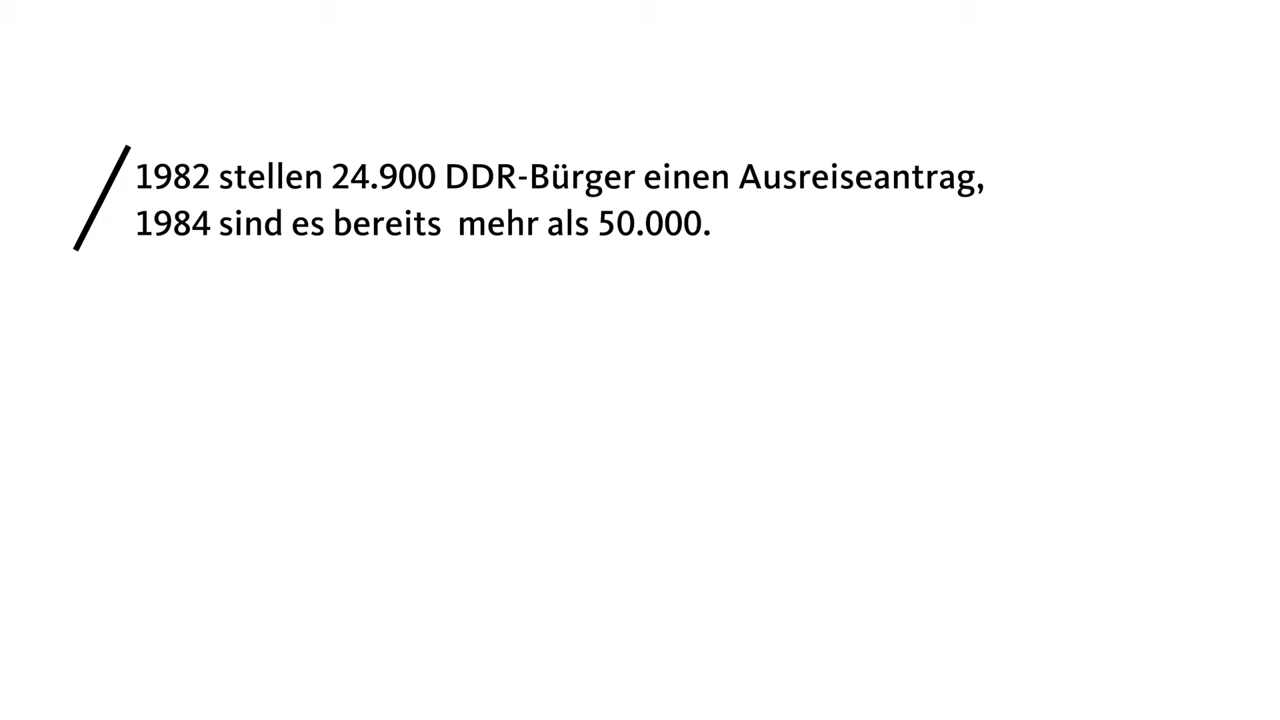 1982 stellen 24.900 DDR-Bürger einen Ausreiseantrag,
1984 sind es bereits  mehr als 50.000.